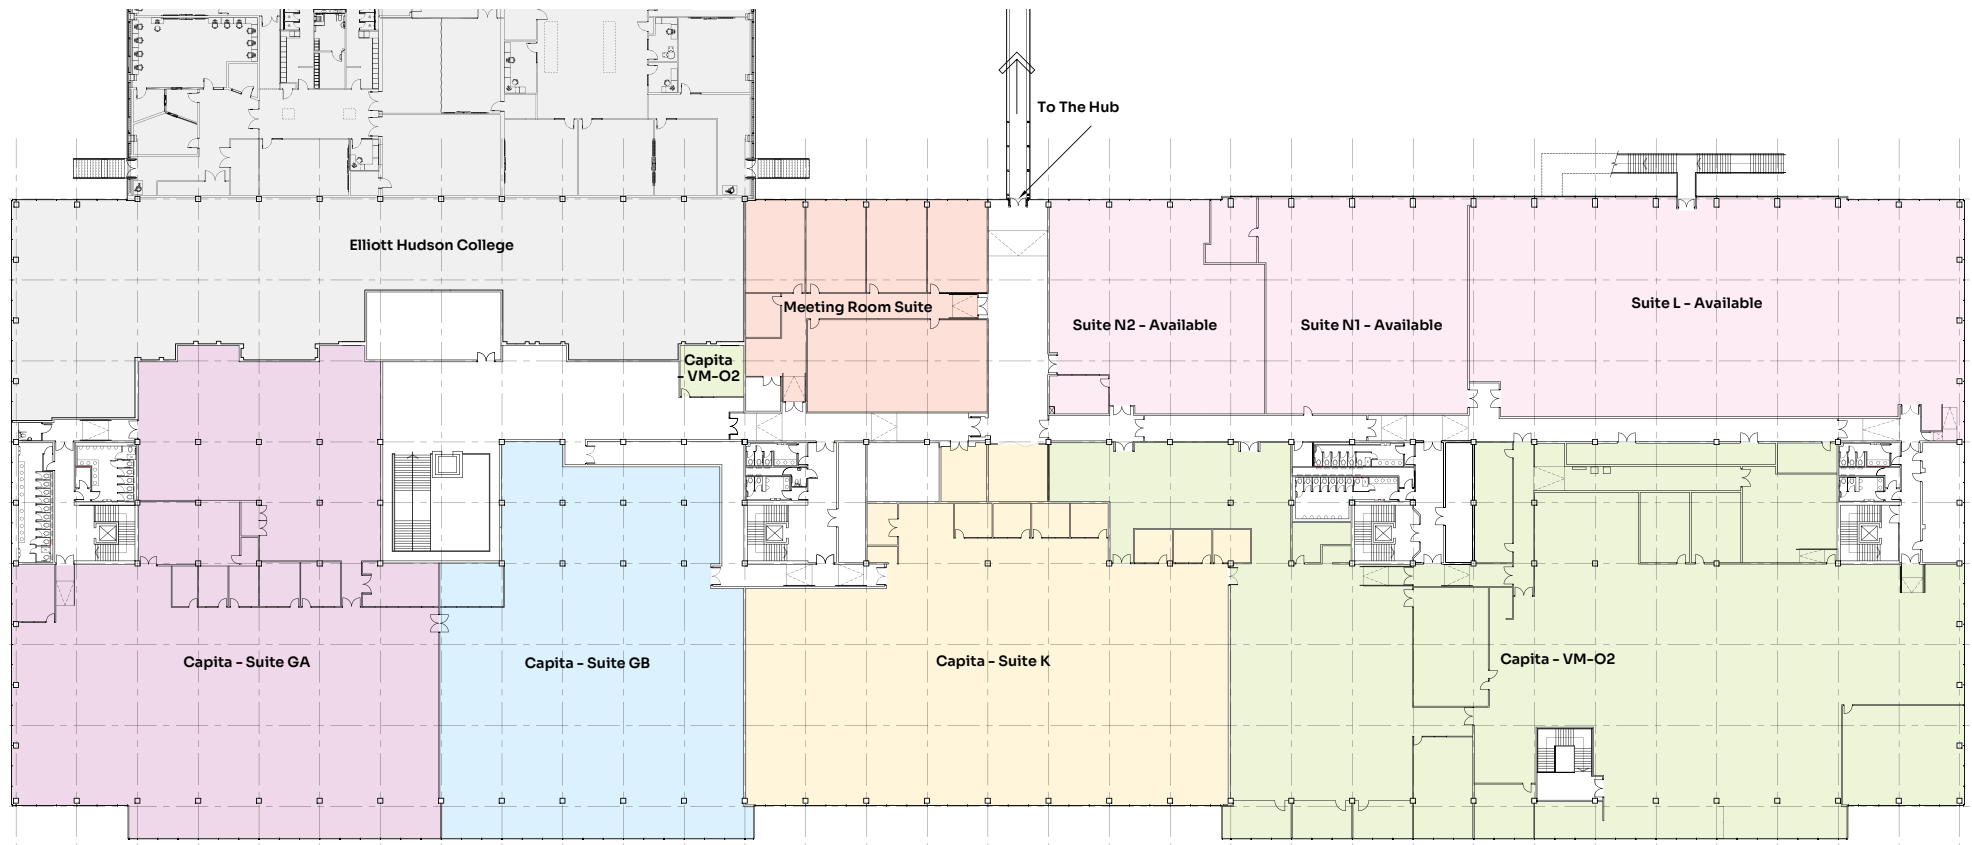 To The Hub
Elliott Hudson College
Meeting Room Suite
Suite L - Available
Suite N2 - Available
Suite N1 - Available
Capita
- VM-O2
Capita - Suite GA
Capita - Suite GB
Capita - Suite K
Capita - VM-O2